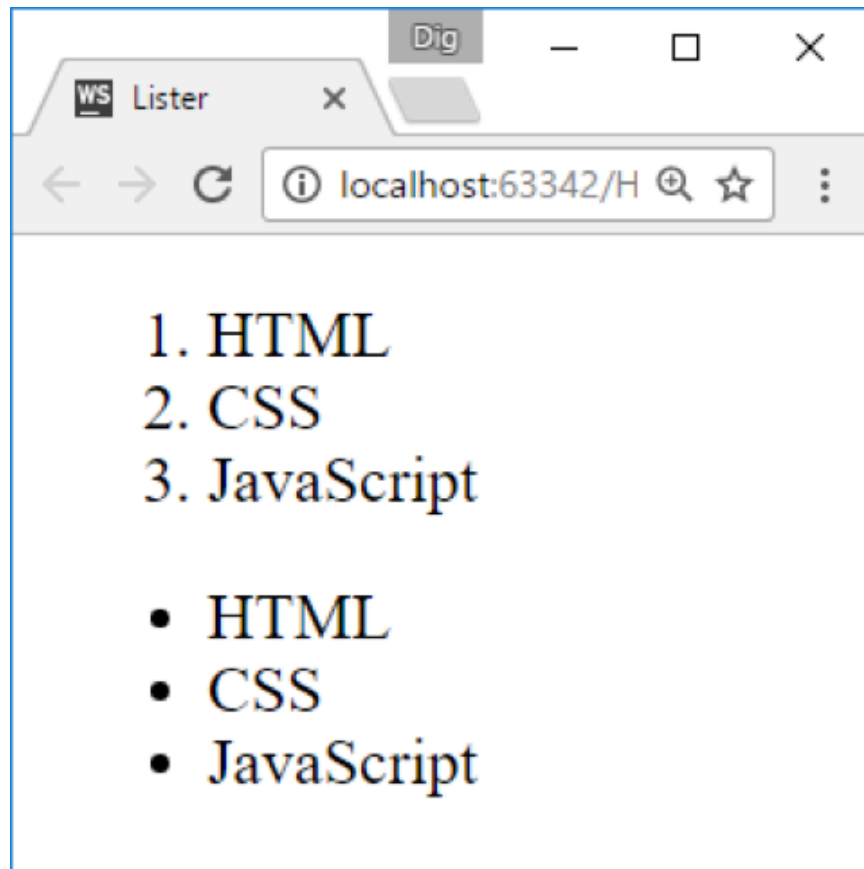 Dig
WS Lister
localhost:63342/H
1. HTML
2. CSS
3. JavaScript
• HTML
• CSS
• JavaScript